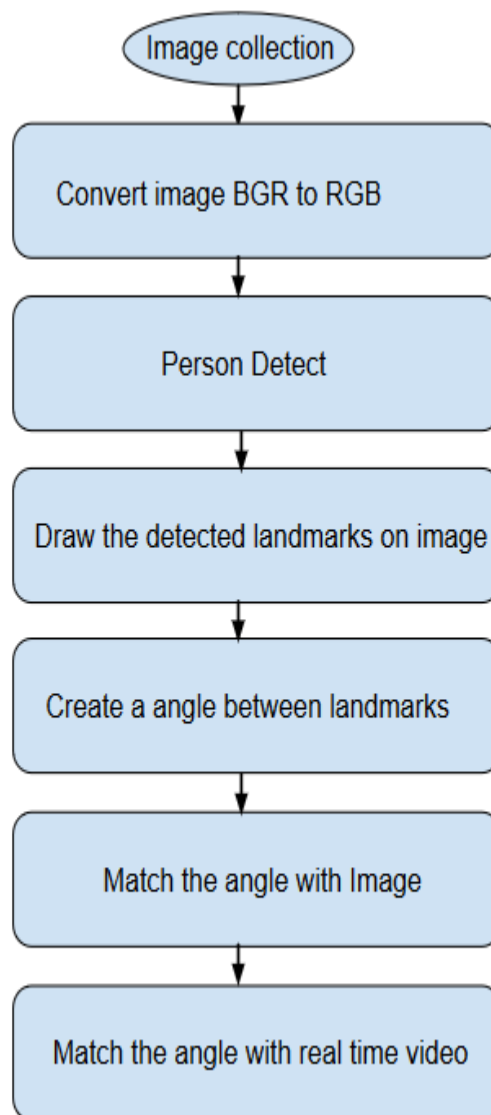 Image collection
Convert image BGR to RGB
Person Detect
Draw the detected landmarks on image
Create a angle between landmarks
Match the angle with Image
Match the angle with real time video